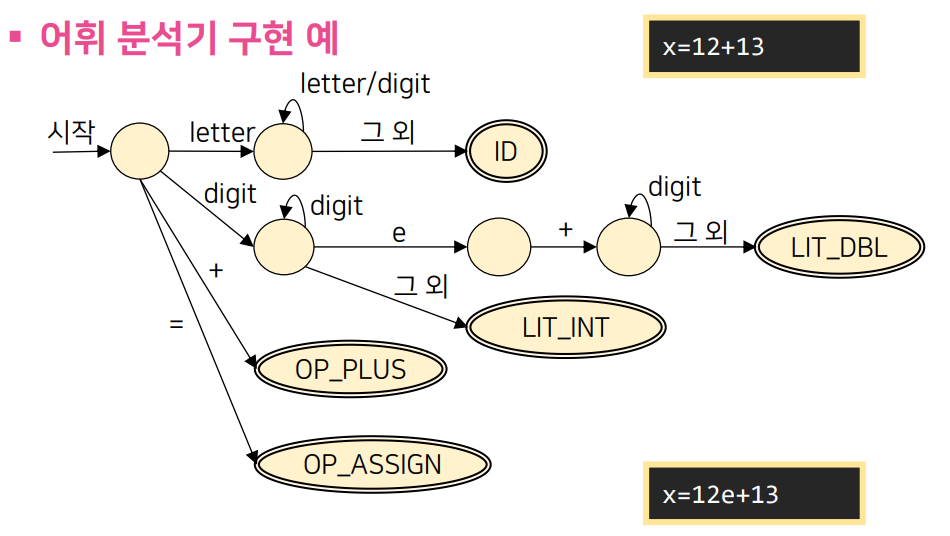 ▪ 어휘 분석기 구현 예
x=12+13
letter/digit
시작
letter
그 외
ID
digit
digit
digit
e
+
그 외
LIT_DBL
+
그 외
=
LIT_INT
OP_PLUS
OP_ASSIGN
x=12e+13